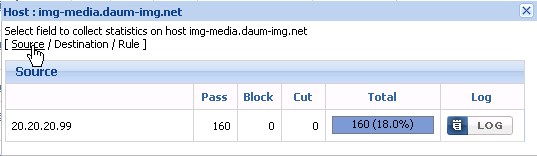 Host : img-media.daum-img.net
Select field to collect statistics on host img-media.daum-img.net
[ Source / Destination / Rule ]
Source
Pass Block Cut Total Log
20.20.20.99 160 0 0 160 (18.0%) LOG